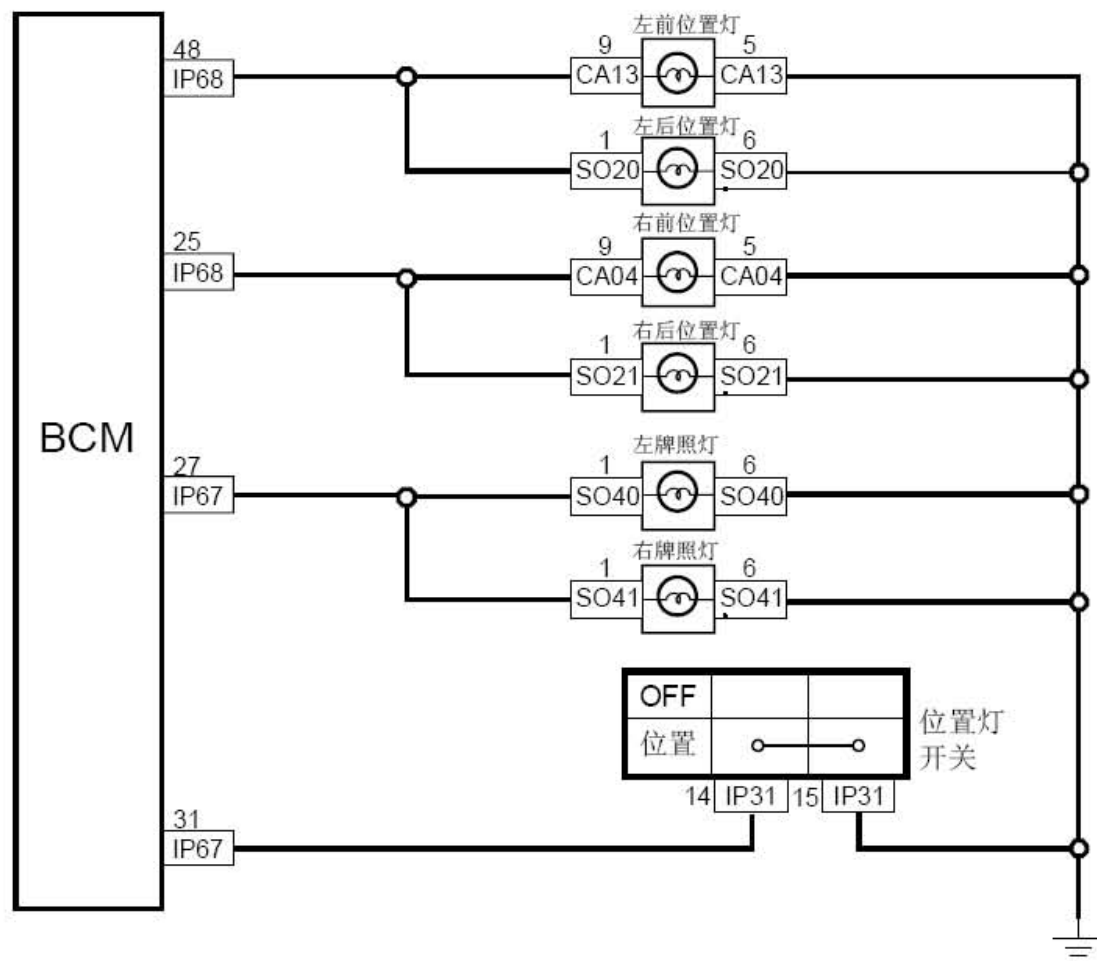 左前位置灯
48
9
5
IP68
CA13
CA13
左后位置灯
1
6
SO20
SO20
右前位置灯
25
9
5
IP68
CA04
CA04
右后位置灯
1
6
SO21
SO21
BCM
左牌照灯
27
1
6
IP67
SO40
SO40
右牌照灯
1
6
SO41
SO41
OFF
位置
位置灯
开关
14 IP31 15 IP31
31
IP67